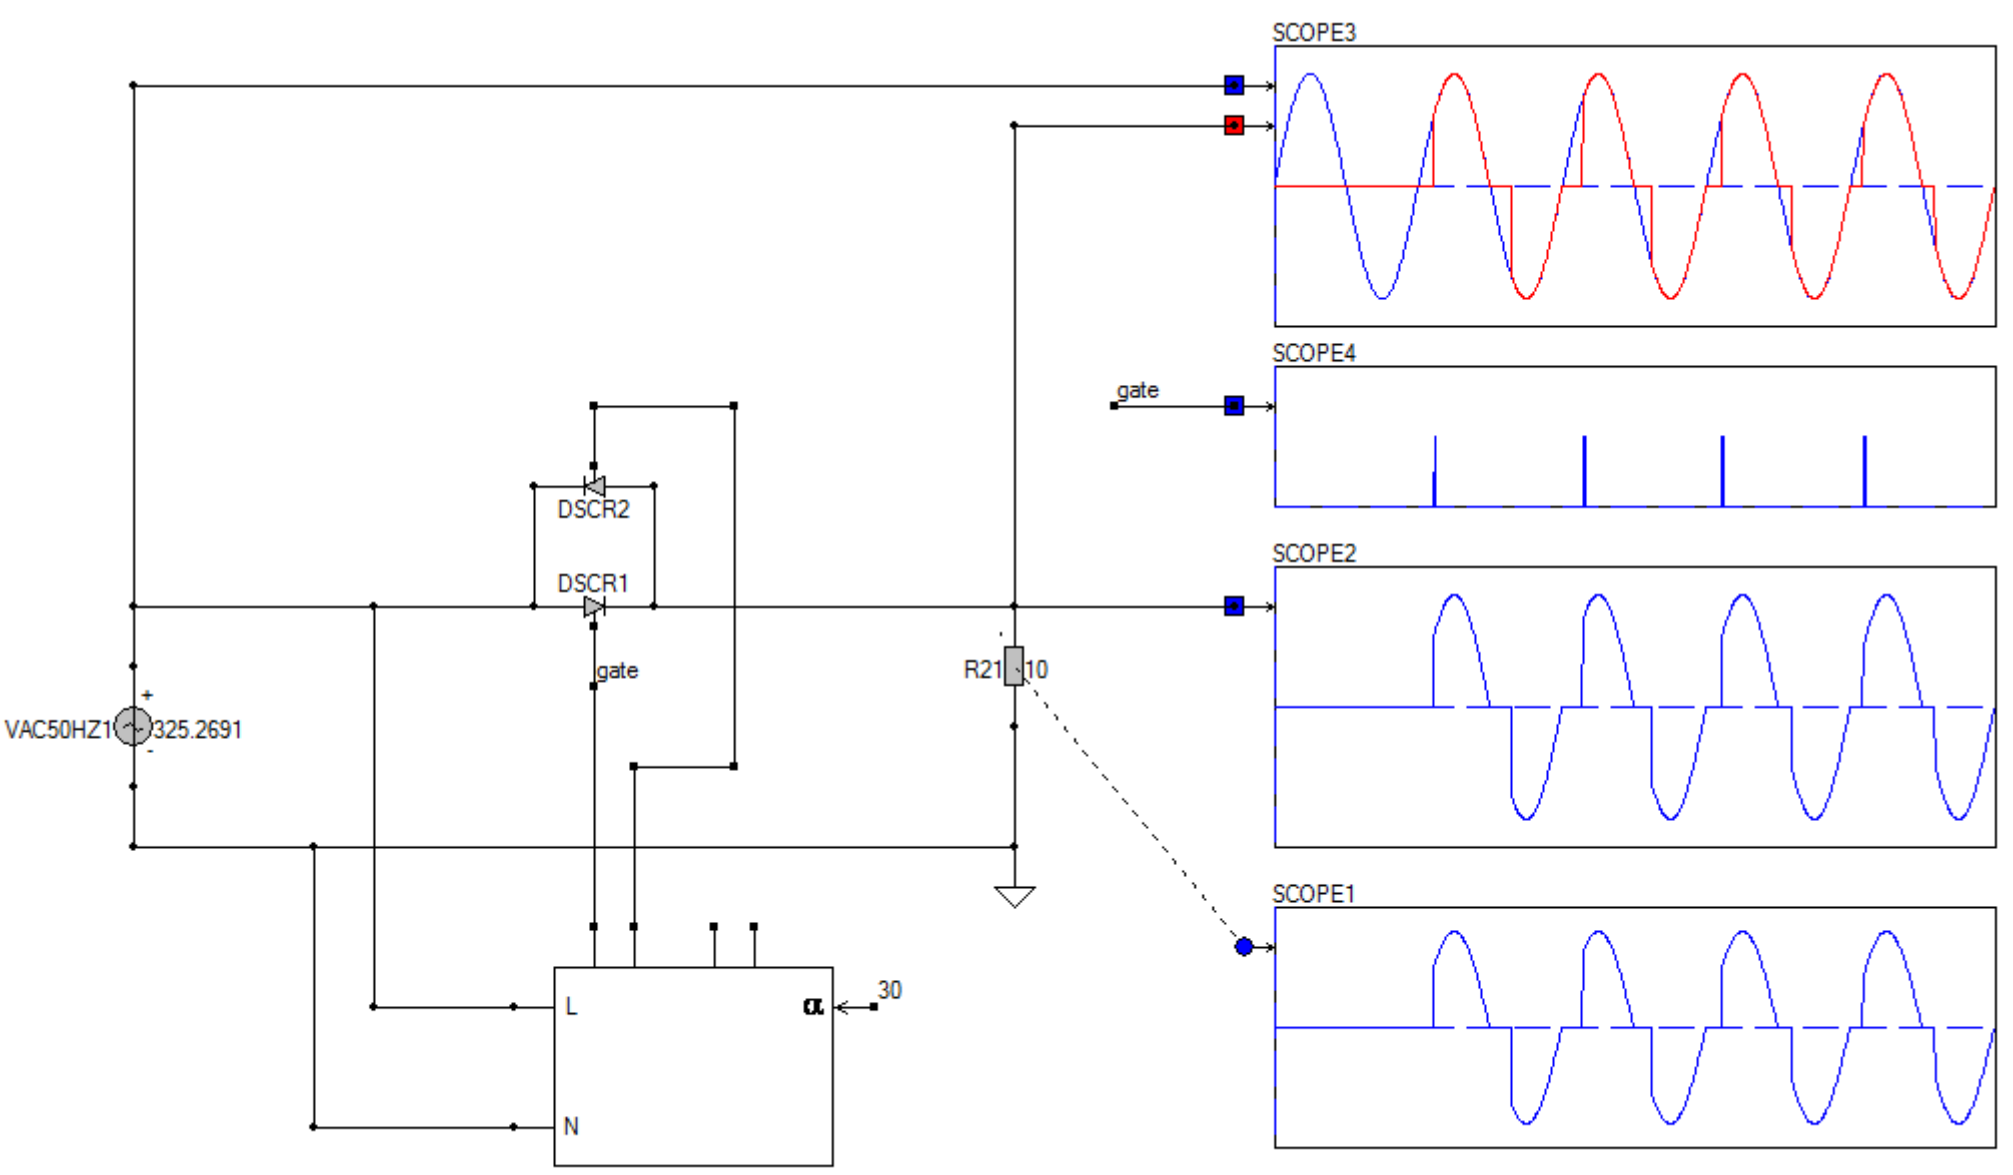 SCOPE3
SCOPE4
gate
DSCR2
SCOPE2
DSCR1
gate
R21 10
+
VAC50HZ1 325.2691
-
SCOPE1
30
L α
N